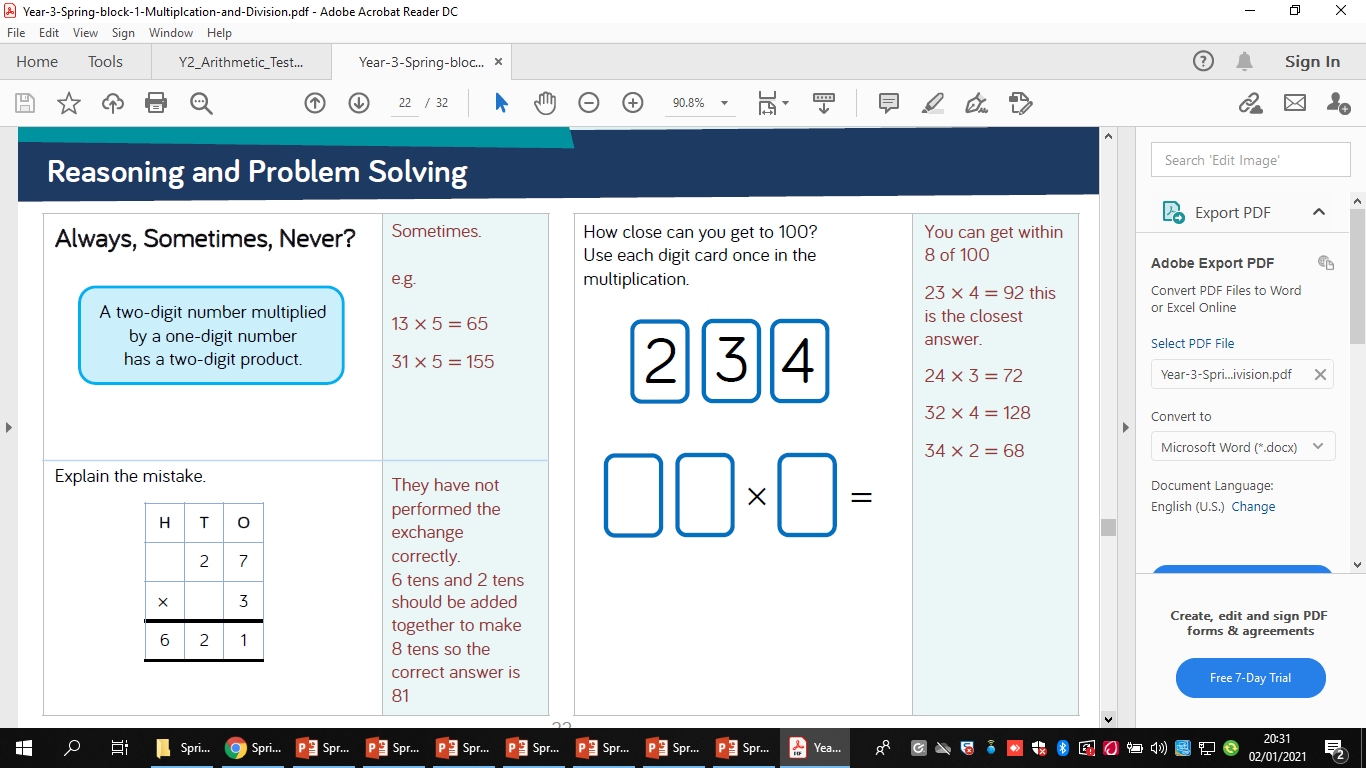 Year-3-Spring-block-1-Multiplcation-and-Division.pdf - Adobe Acrobat Reader DC
File Edit View Sign Window Help
Home Tools Y2_Arithmetic_Test... Year-3-Spring-bloc... ×
Sign In
22 / 32
90.8%
Reasoning and Problem Solving
Always, Sometimes, Never?
A two-digit number multiplied
by a one-digit number
has a two-digit product.
Sometimes.
e.g.
13 × 5 = 65
31 × 5 = 155
Explain the mistake.
H T O
2 7
× 3
6 2 1
They have not
performed the
exchange
correctly.
6 tens and 2 tens
should be added
together to make
8 tens so the
correct answer is
81
How close can you get to 100?
Use each digit card once in the
multiplication.
2 3 4
× =
You can get within
8 of 100
23 × 4 = 92 this
is the closest
answer.
24 × 3 = 72
32 × 4 = 128
34 × 2 = 68
Search 'Edit Image'
Export PDF
Adobe Export PDF
Convert PDF Files to Word
or Excel Online
Select PDF File
Year-3-Spri...ivision.pdf
Convert to
Microsoft Word (*.docx)
Document Language:
English (U.S.) Change
Create, edit and sign PDF
forms & agreements
Free 7-Day Trial
Spri... Spri... Spr... Spr... Spr... Spr... Spr... Spr... Spr... Yea...
20:31
02/01/2021
2